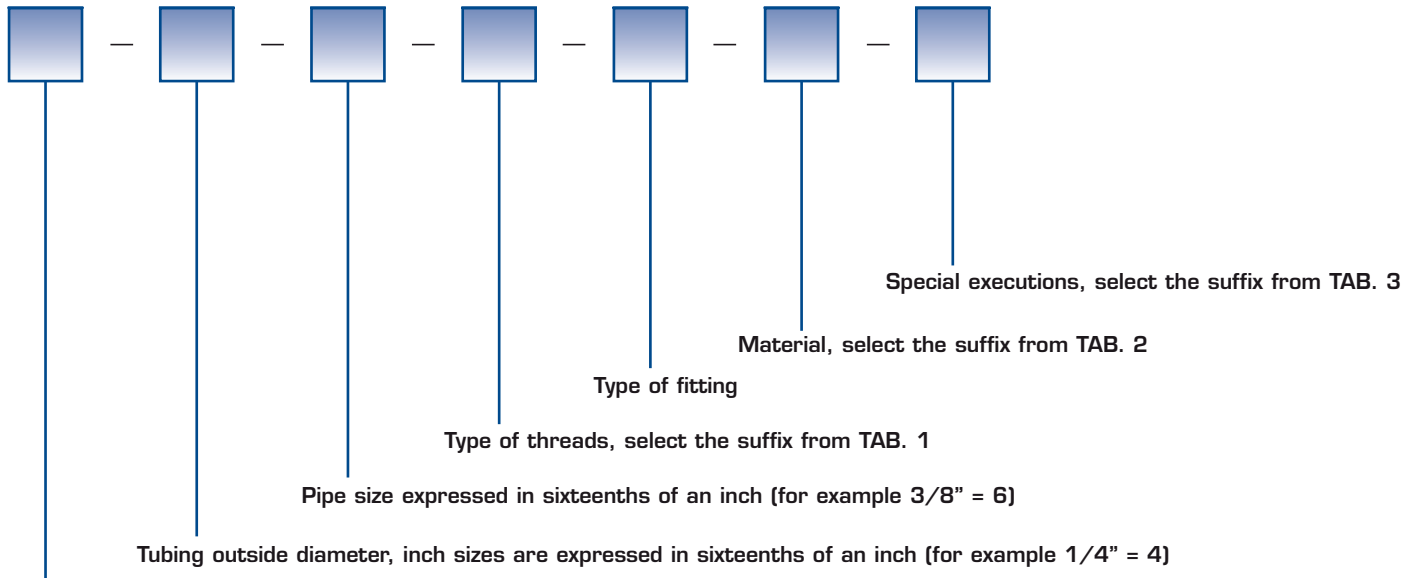 — — — — — —
Special executions, select the suffix from TAB. 3
Material, select the suffix from TAB. 2
Type of fitting
Type of threads, select the suffix from TAB. 1
Pipe size expressed in sixteenths of an inch (for example 3/8” = 6)
Tubing outside diameter, inch sizes are expressed in sixteenths of an inch (for example 1/4” = 4)